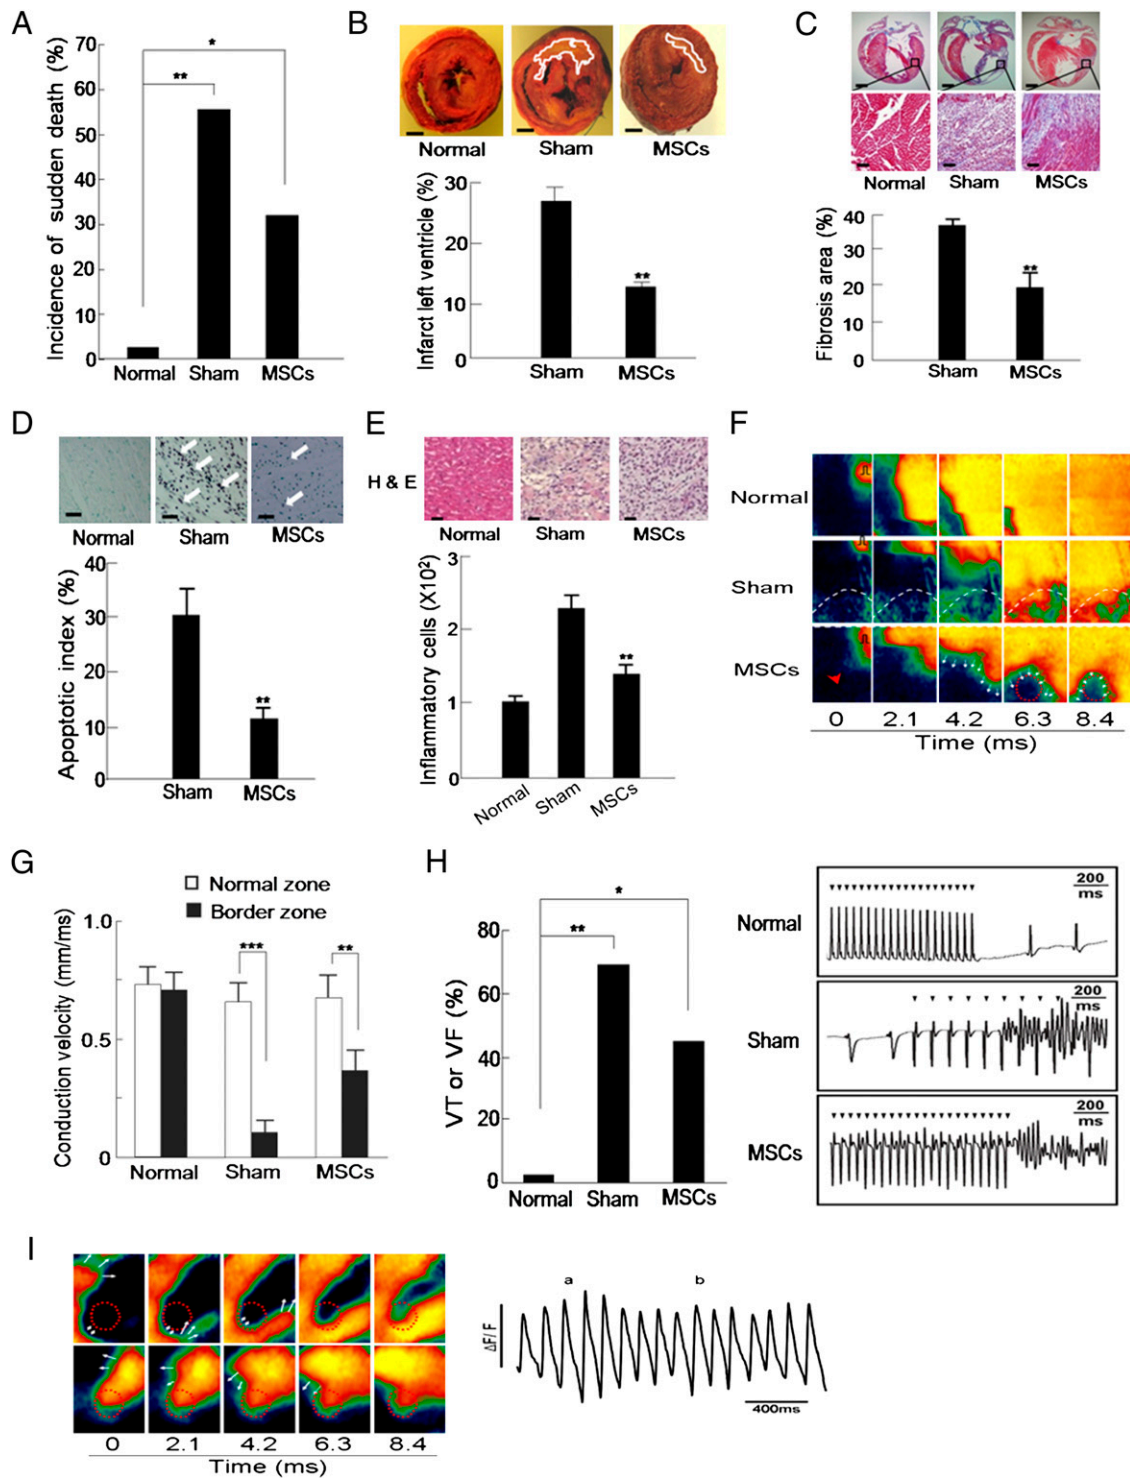 A
Incidence of sudden death (%)
70
60
50
40
30
20
10
0
*
**
Normal Sham MSCs
B
Normal Sham MSCs
Infarct left ventricle (%)
30
20
10
0
**
Sham MSCs
C
Normal Sham MSCs
Fibrosis area (%)
40
30
20
10
0
**
Sham MSCs
D
Normal Sham MSCs
Apoptotic index (%)
40
30
20
10
0
**
Sham MSCs
E
H & E
Normal Sham MSCs
Inflammatory cells (X10²)
3
2
1
0
**
Normal Sham MSCs
F
Normal
Sham
MSCs
0 2.1 4.2 6.3 8.4
Time (ms)
G
Normal zone
Border zone
Conduction velocity (mm/ms)
1.0
0.5
0
*** **
Normal Sham MSCs
H
VT or VF (%)
80
60
40
20
0
*
**
Normal Sham MSCs
Normal
200
ms
Sham
200
ms
MSCs
200
ms
I
0 2.1 4.2 6.3 8.4
Time (ms)
ΔF/F
a b
400ms